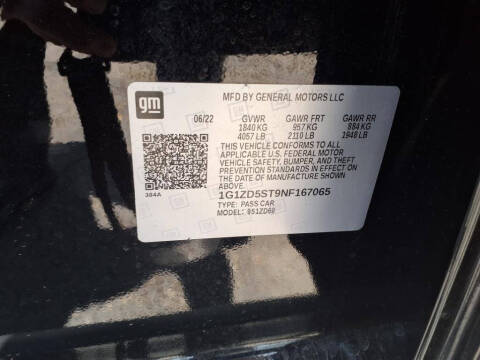 gm
MFD BY GENERAL MOTORS LLC
06/22 GVWR GAWR FRT GAWR RR
1840 KG 957 KG 884 KG
4057 LB 2110 LB 1948 LB
THIS VEHICLE CONFORMS TO ALL
APPLICABLE U.S. FEDERAL MOTOR
VEHICLE SAFETY, BUMPER, AND THEFT
PREVENTION STANDARDS IN EFFECT ON
THE DATE OF MANUFACTURE SHOWN
ABOVE.
384A
1G1ZD5ST9NF167065
TYPE: PASS CAR
MODEL: